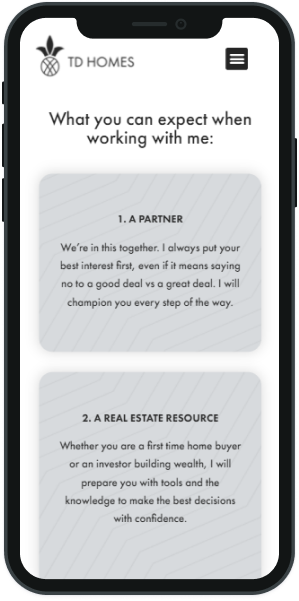 TD HOMES
What you can expect when
working with me:
1. A PARTNER
We're in this together. I always put your
best interest first, even if it means saying
no to a good deal vs a great deal. I will
champion you every step of the way.
2. A REAL ESTATE RESOURCE
Whether you are a first time home buyer
or an investor building wealth, I will
prepare you with tools and the
knowledge to make the best decisions
with confidence.